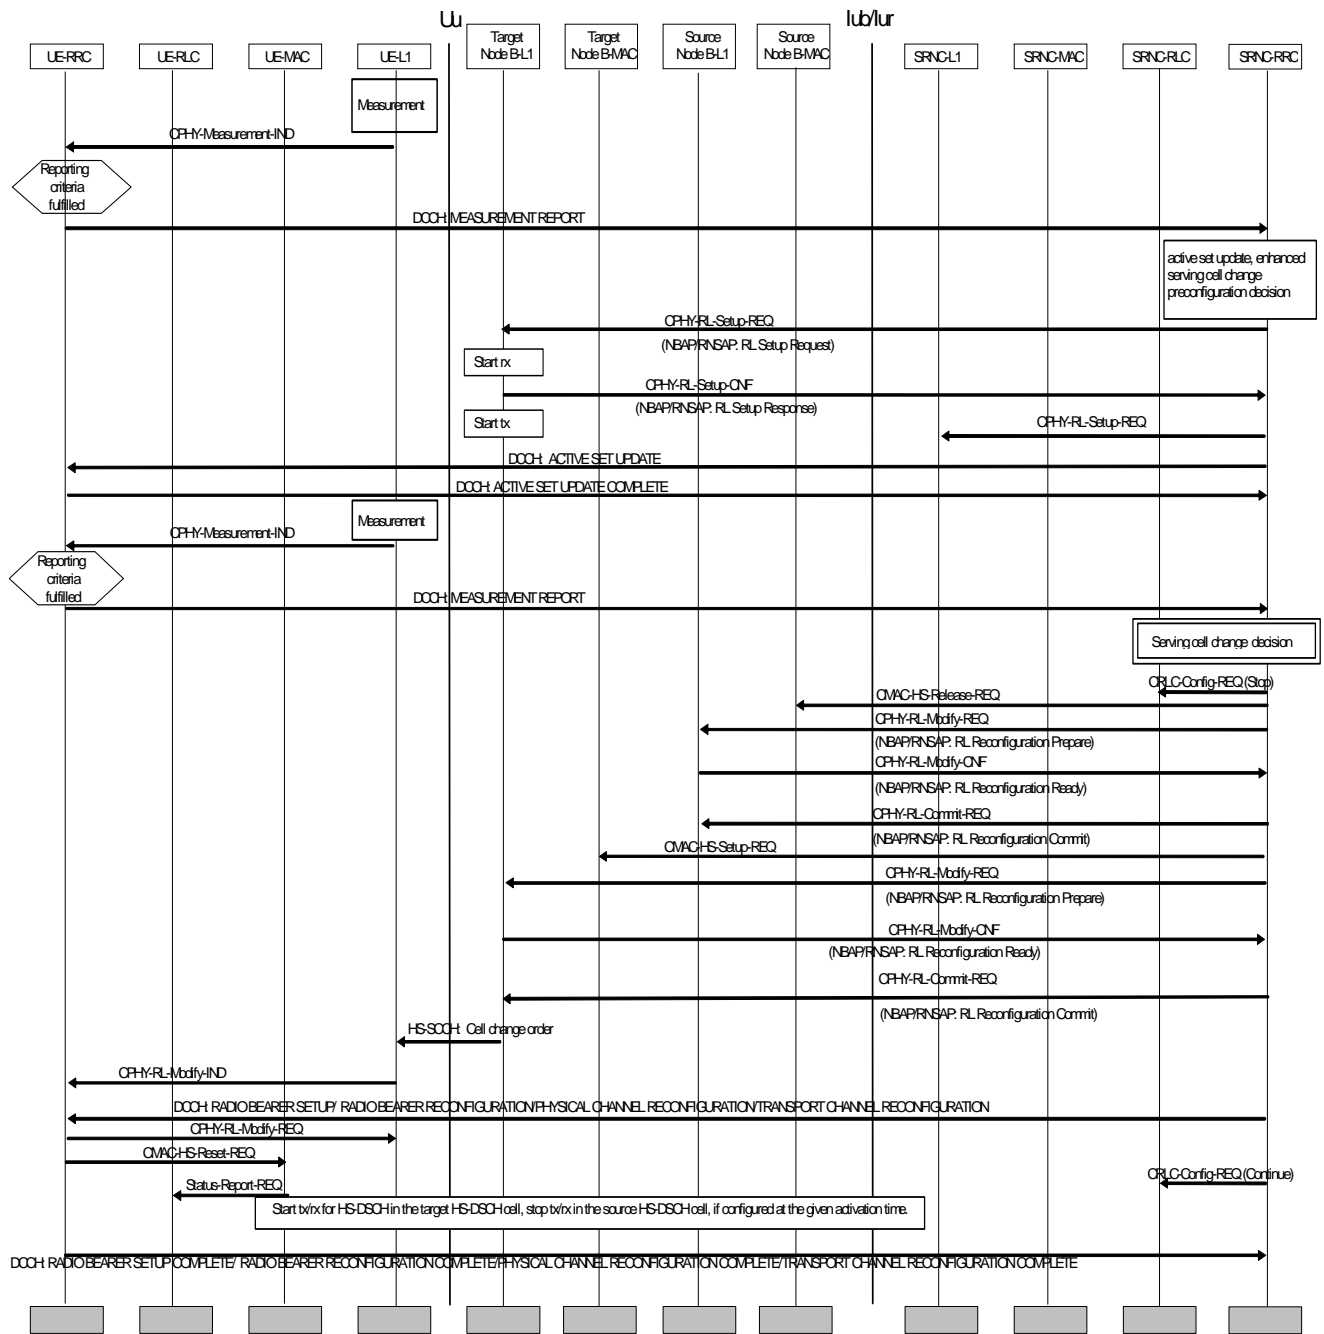 Uu
Iub/Iur
UE-RRC
UE-RLC
UE-MAC
UE-L1
Target
Node B-L1
Target
Node B-MAC
Source
Node B-L1
Source
Node B-MAC
SRNC-L1
SRNC-MAC
SRNC-RLC
SRNC-RRC
Measurement
CPHY-Measurement-IND
Reporting
criteria
fulfilled
DCCH: MEASUREMENT REPORT
active set update, enhanced
serving cell change
preconfiguration decision
CPHY-RL-Setup-REQ
(NBAP/RNSAP: RL Setup Request)
Start rx
CPHY-RL-Setup-CNF
(NBAP/RNSAP: RL Setup Response)
Start tx
CPHY-RL-Setup-REQ
DCCH: ACTIVE SET UPDATE
DCCH: ACTIVE SET UPDATE COMPLETE
Measurement
CPHY-Measurement-IND
Reporting
criteria
fulfilled
DCCH: MEASUREMENT REPORT
Serving cell change decision
CRLC-Config-REQ (Stop)
CMAC-HS-Release-REQ
CPHY-RL-Modify-REQ
(NBAP/RNSAP: RL Reconfiguration Prepare)
CPHY-RL-Modify-CNF
(NBAP/RNSAP: RL Reconfiguration Ready)
CPHY-RL-Commit-REQ
(NBAP/RNSAP: RL Reconfiguration Commit)
CMAC-HS-Setup-REQ
CPHY-RL-Modify-REQ
(NBAP/RNSAP: RL Reconfiguration Prepare)
CPHY-RL-Modify-CNF
(NBAP/RNSAP: RL Reconfiguration Ready)
CPHY-RL-Commit-REQ
(NBAP/RNSAP: RL Reconfiguration Commit)
HS-SCCH: Cell change order
CPHY-RL-Modify-IND
DCCH: RADIO BEARER SETUP/ RADIO BEARER RECONFIGURATION/PHYSICAL CHANNEL RECONFIGURATION/TRANSPORT CHANNEL RECONFIGURATION
CPHY-RL-Modify-REQ
CMAC-HS-Reset-REQ
Status-Report-REQ
CRLC-Config-REQ (Continue)
Start tx/rx for HS-DSCH in the target HS-DSCH cell, stop tx/rx in the source HS-DSCH cell, if configured at the given activation time.
DCCH: RADIO BEARER SETUP COMPLETE/ RADIO BEARER RECONFIGURATION COMPLETE/PHYSICAL CHANNEL RECONFIGURATION COMPLETE/TRANSPORT CHANNEL RECONFIGURATION COMPLETE